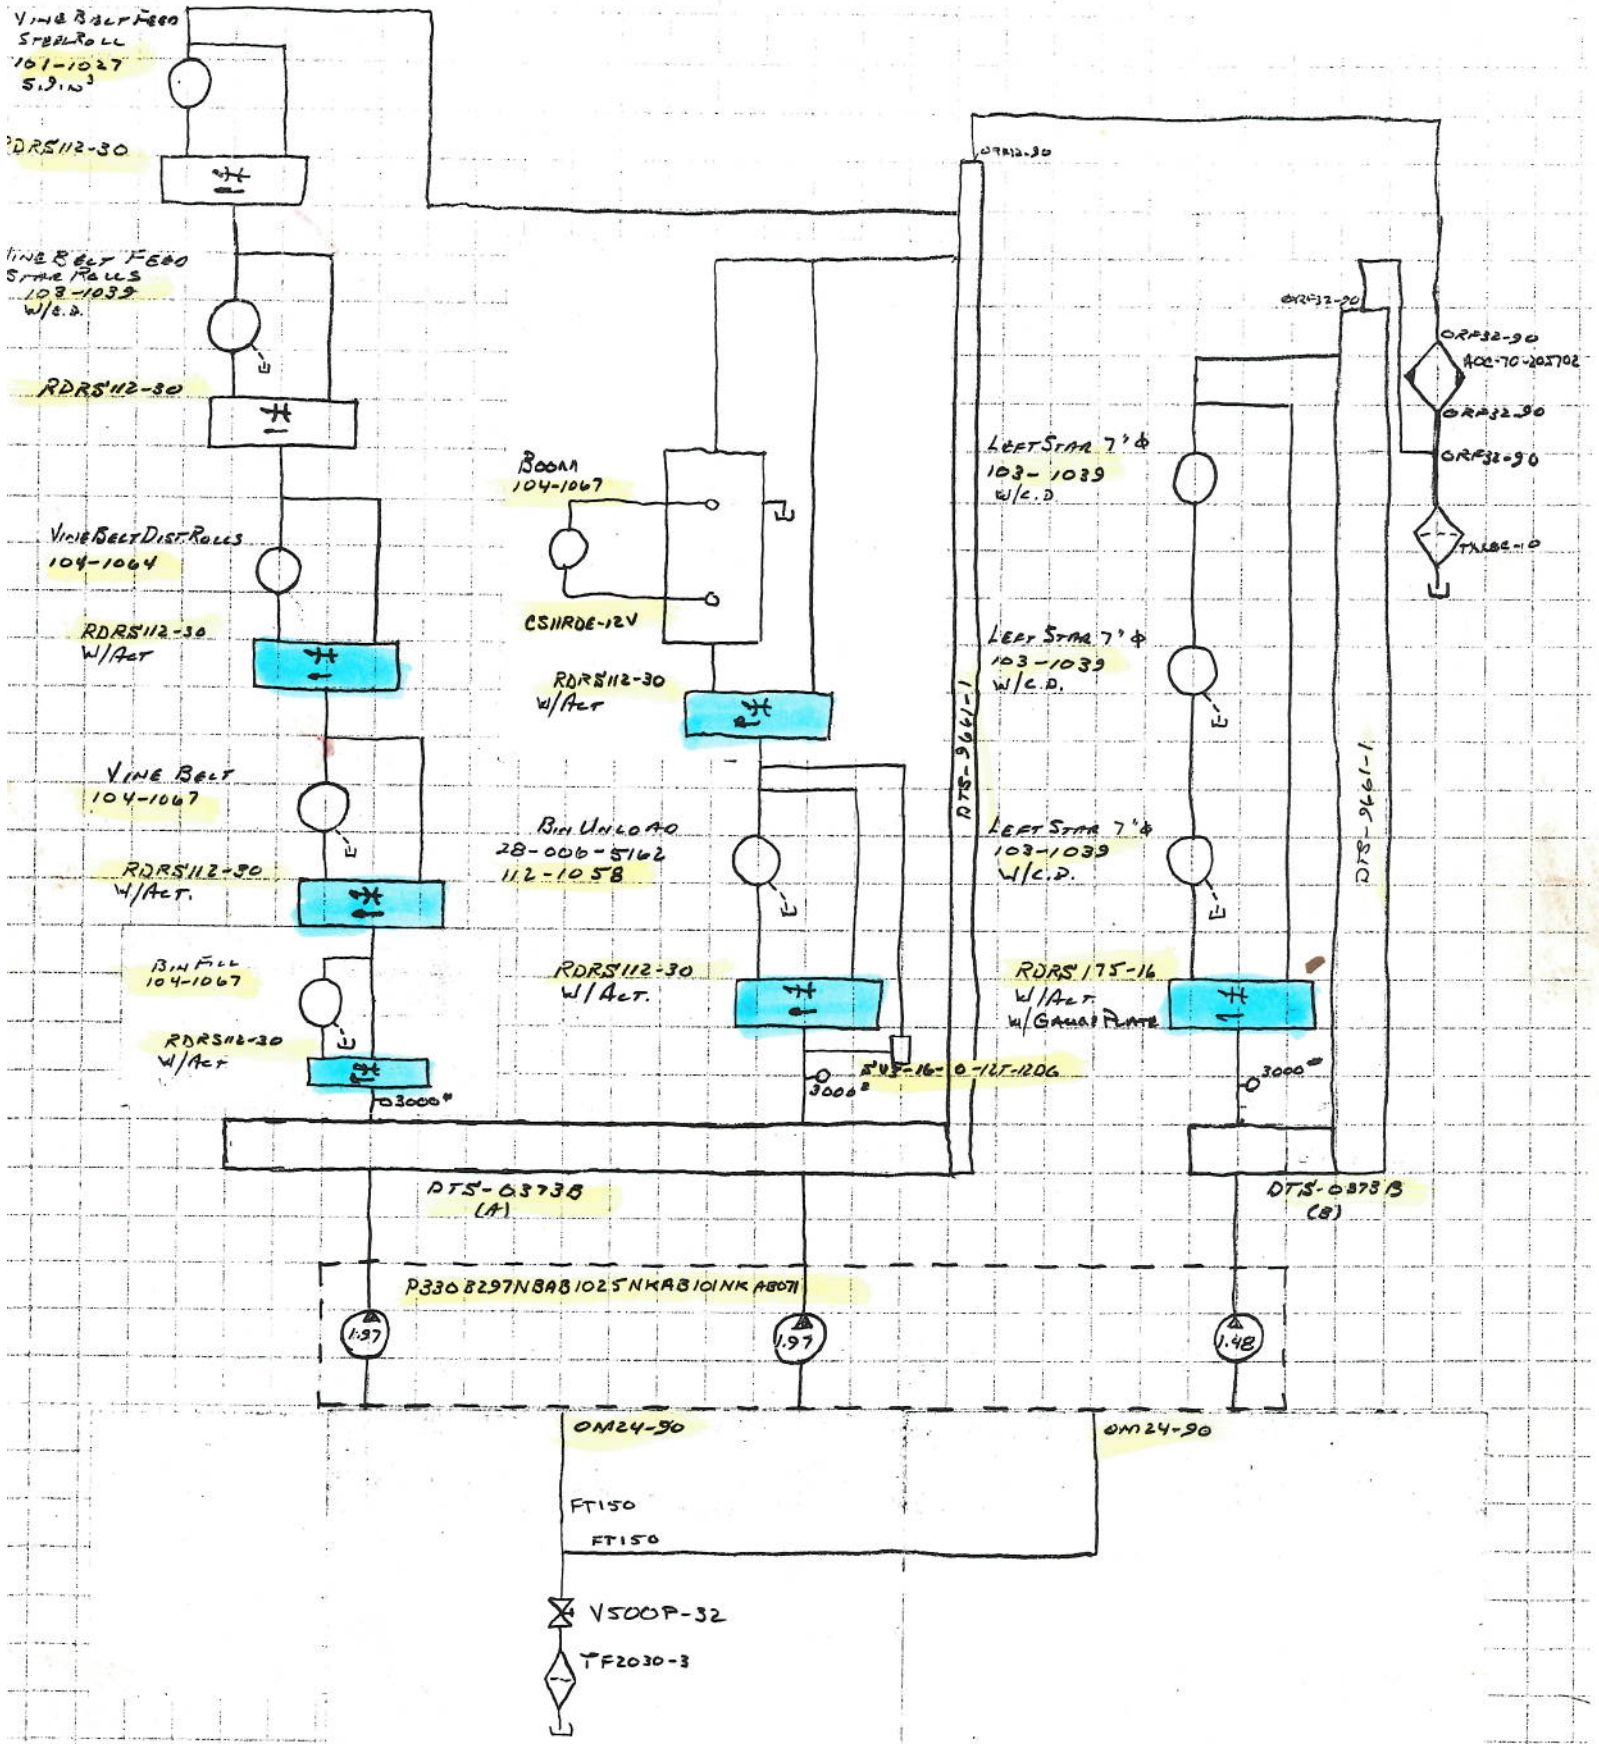 VINE BELT FEED
STEEL ROLL
101-1027
5.9 IN³
RDRS112-30
VINE BELT FEED
STAR ROLLS
103-1039
W/C.D.
RDRS112-30
VINE BELT DIST. ROLLS
104-1064
RDRS112-30
W/ACT
VINE BELT
104-1067
RDRS112-30
W/ACT.
BIN FILL
104-1067
RDRS112-30
W/ACT
3000#
BOOM
104-1067
CS11RDE-12V
RDRS112-30
W/ACT
BIN UNLOAD
28-006-5162
112-1058
RDRS112-30
W/ACT.
3000#
DTS-9661-1
ORF32-90
LEFT STAR 7"Φ
103-1039
W/C.D.
LEFT STAR 7"Φ
103-1039
W/C.D.
LEFT STAR 7"Φ
103-1039
W/C.D.
RDRS175-16
W/ACT.
W/GAUGE PLATE
3000#
DTS-9661-1
ORF32-90
AOC-70-205702
ORF32-90
ORF32-90
DTS-0373B
(A)
DTS-0373B
(B)
P330B297NBAB1025NKAB101NKAB071
1.97
1.97
1.48
OM24-90
OM24-90
FT150
FT150
V500P-32
TF2030-3